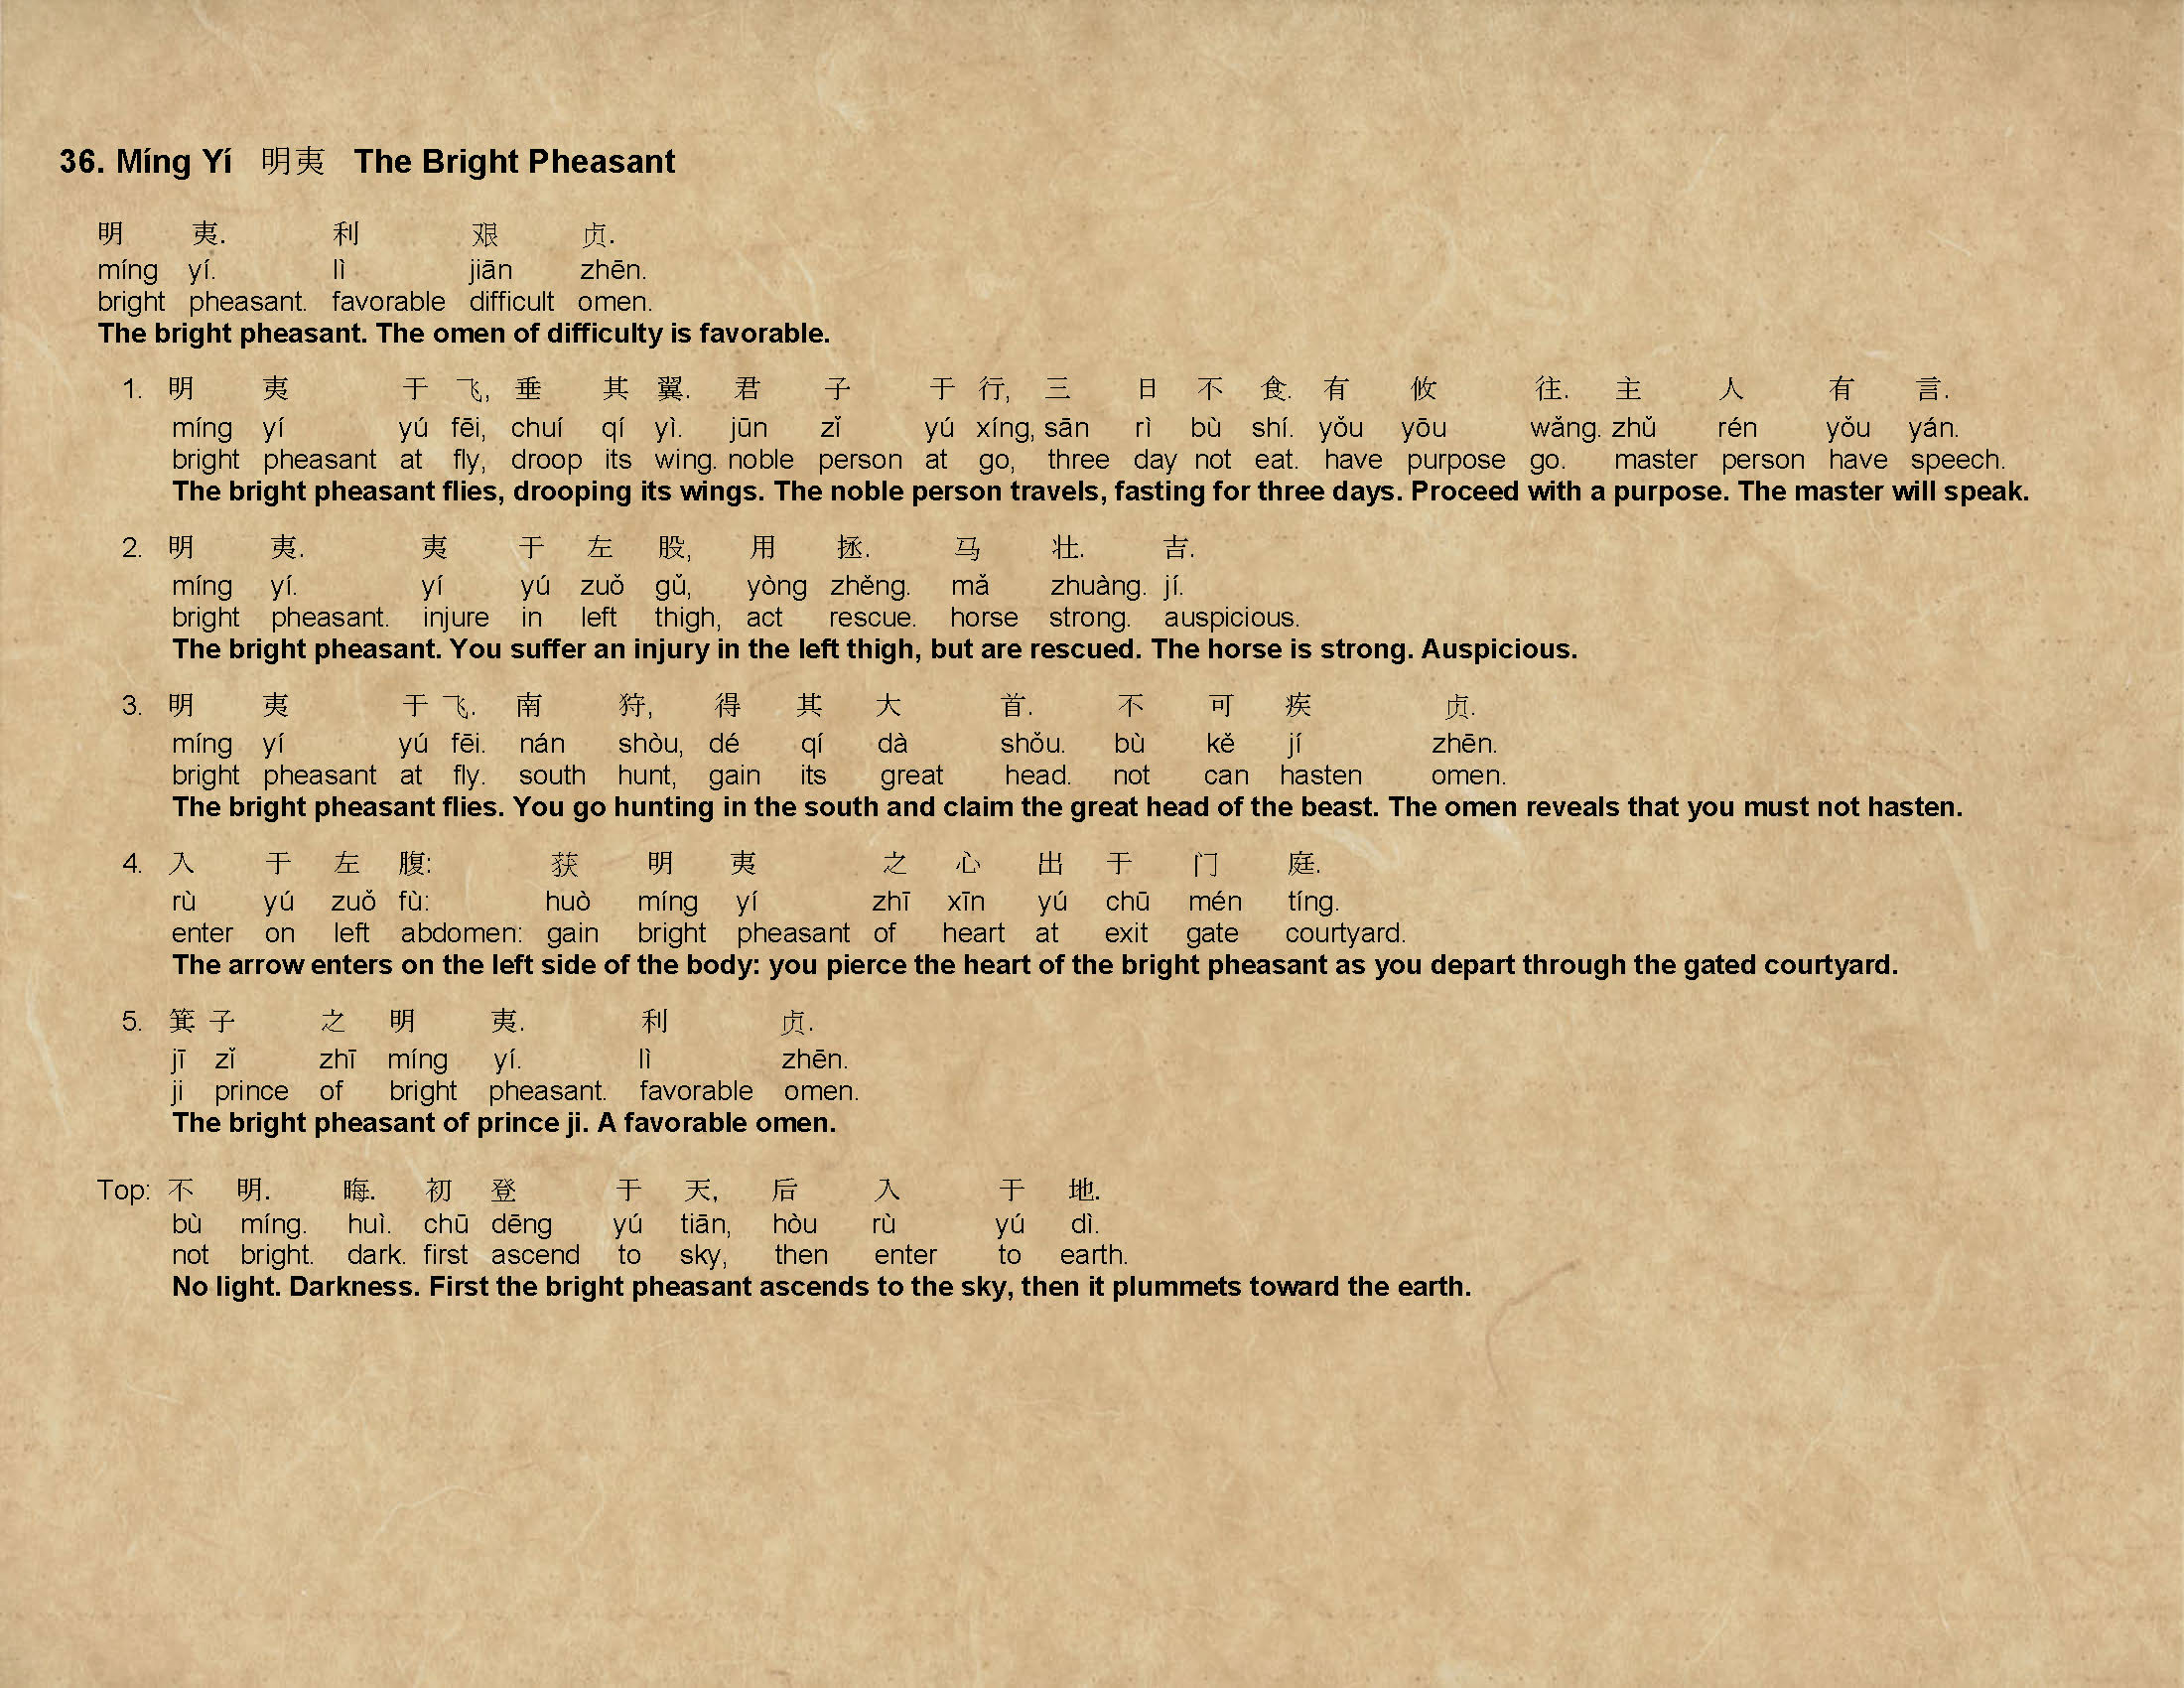 36. Míng Yí 明夷 The Bright Pheasant
明 夷. 利 艰 贞.
míng yí. lì jiān zhēn.
bright pheasant. favorable difficult omen.
The bright pheasant. The omen of difficulty is favorable.
1. 明 夷 于 飞, 垂 其 翼. 君 子 于 行, 三 日 不 食. 有 攸 往. 主 人 有 言.
míng yí yú fēi, chuí qí yì. jūn zǐ yú xíng, sān rì bù shí. yǒu yōu wǎng. zhǔ rén yǒu yán.
bright pheasant at fly, droop its wing. noble person at go, three day not eat. have purpose go. master person have speech.
The bright pheasant flies, drooping its wings. The noble person travels, fasting for three days. Proceed with a purpose. The master will speak.
2. 明 夷. 夷 于 左 股, 用 拯. 马 壮. 吉.
míng yí. yí yú zuǒ gǔ, yòng zhěng. mǎ zhuàng. jí.
bright pheasant. injure in left thigh, act rescue. horse strong. auspicious.
The bright pheasant. You suffer an injury in the left thigh, but are rescued. The horse is strong. Auspicious.
3. 明 夷 于 飞. 南 狩, 得 其 大 首. 不 可 疾 贞.
míng yí yú fēi. nán shòu, dé qí dà shǒu. bù kě jí zhēn.
bright pheasant at fly. south hunt, gain its great head. not can hasten omen.
The bright pheasant flies. You go hunting in the south and claim the great head of the beast. The omen reveals that you must not hasten.
4. 入 于 左 腹: 获 明 夷 之 心 出 于 门 庭.
rù yú zuǒ fù: huò míng yí zhī xīn yú chū mén tíng.
enter on left abdomen: gain bright pheasant of heart at exit gate courtyard.
The arrow enters on the left side of the body: you pierce the heart of the bright pheasant as you depart through the gated courtyard.
5. 箕 子 之 明 夷. 利 贞.
jī zǐ zhī míng yí. lì zhēn.
ji prince of bright pheasant. favorable omen.
The bright pheasant of prince ji. A favorable omen.
Top: 不 明. 晦. 初 登 于 天, 后 入 于 地.
bù míng. huì. chū dēng yú tiān, hòu rù yú dì.
not bright. dark. first ascend to sky, then enter to earth.
No light. Darkness. First the bright pheasant ascends to the sky, then it plummets toward the earth.